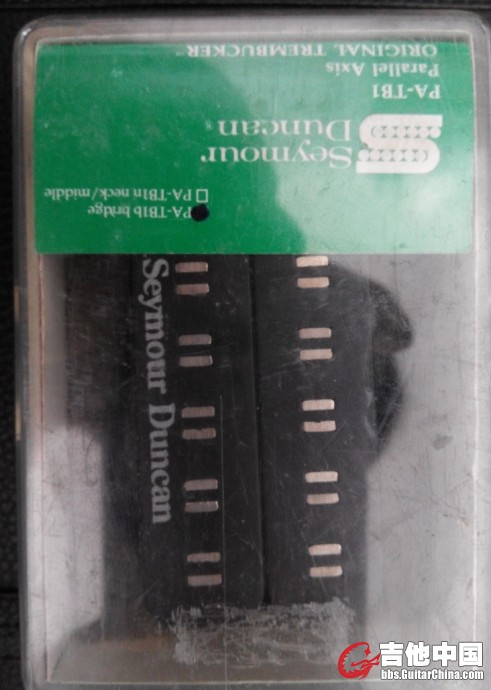 Seymour
Duncan
PA-TB1
Parallel Axis
ORIGINAL TREMBUCKER™
PA-TB1b bridge
PA-TB1n neck/middle
Seymour Duncan
吉他中国
bbs.GuitarChina.com